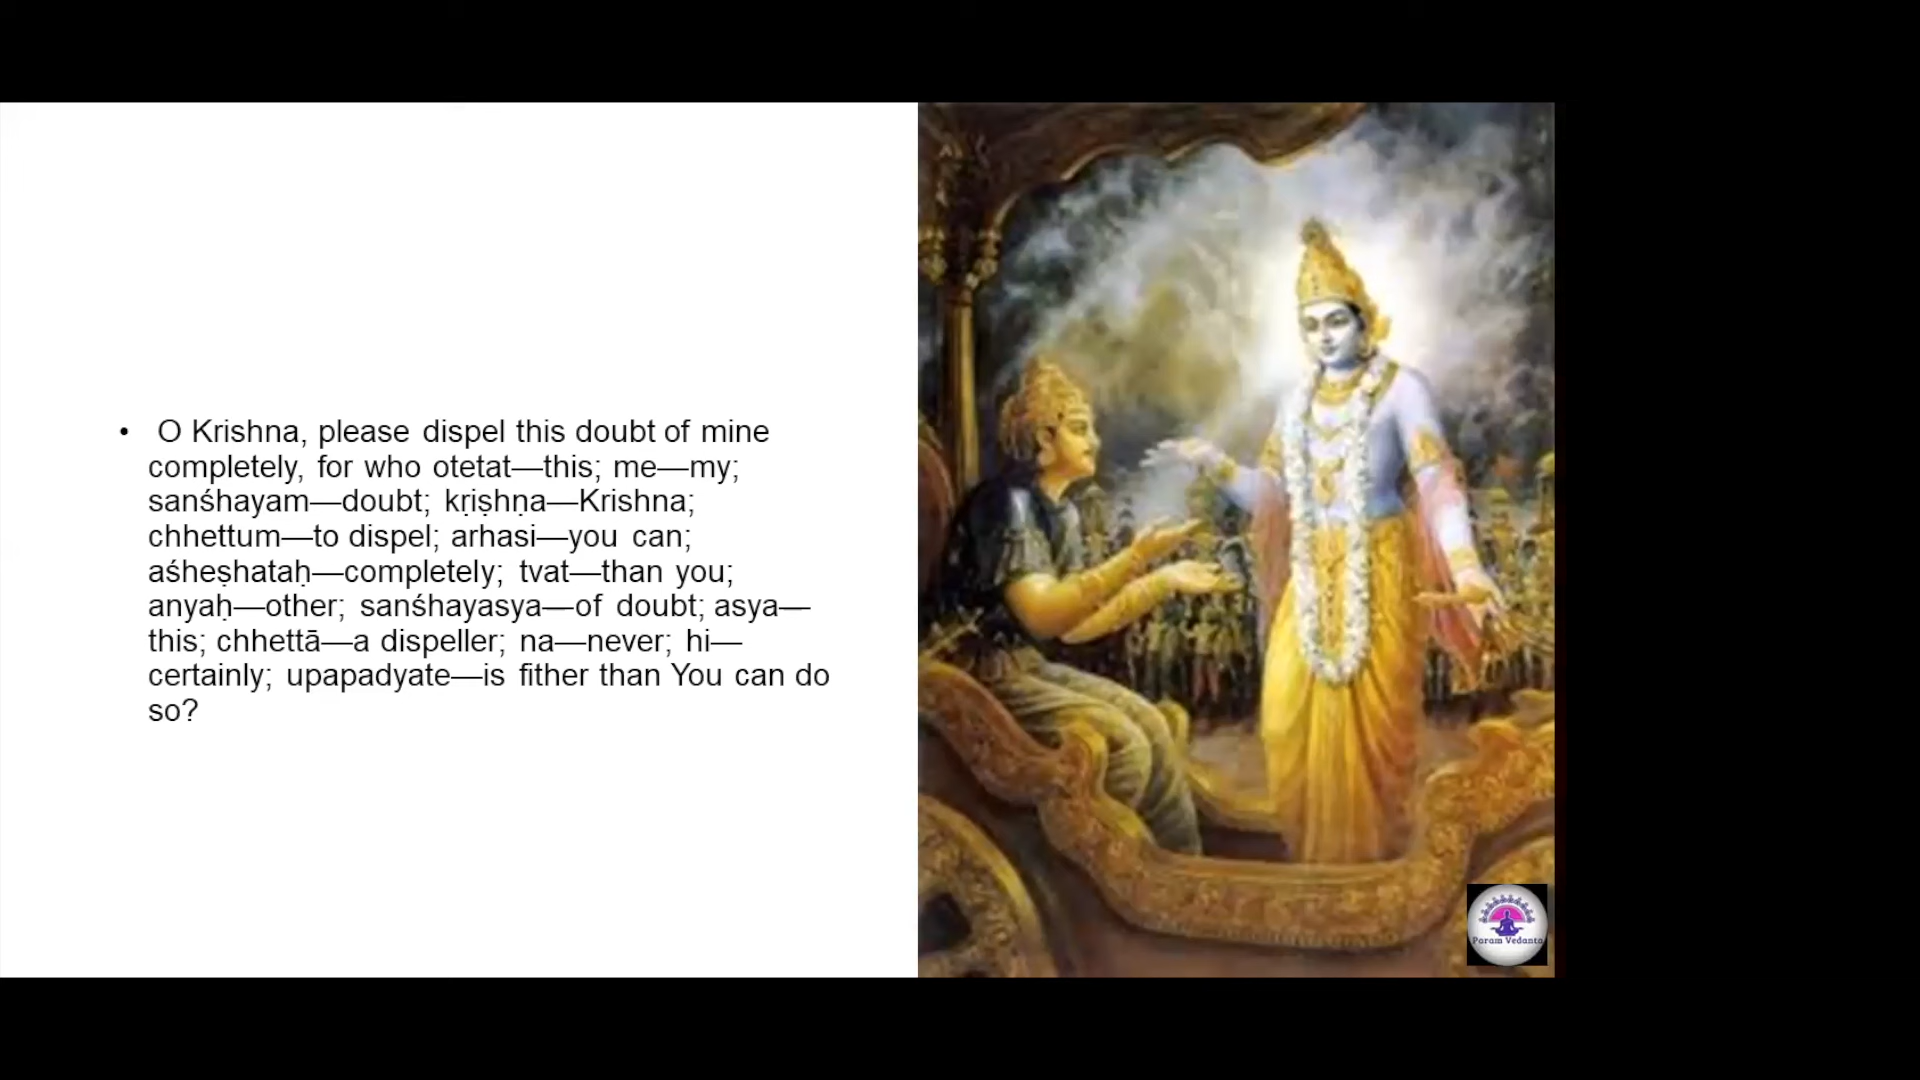 • O Krishna, please dispel this doubt of mine
completely, for who otetat—this; me—my;
sanśhayam—doubt; kṛiṣhṇa—Krishna;
chhettum—to dispel; arhasi—you can;
aśheṣhataḥ—completely; tvat—than you;
anyaḥ—other; sanśhayasya—of doubt; asya—
this; chhettā—a dispeller; na—never; hi—
certainly; upapadyate—is fither than You can do
so?
Param Vedanta